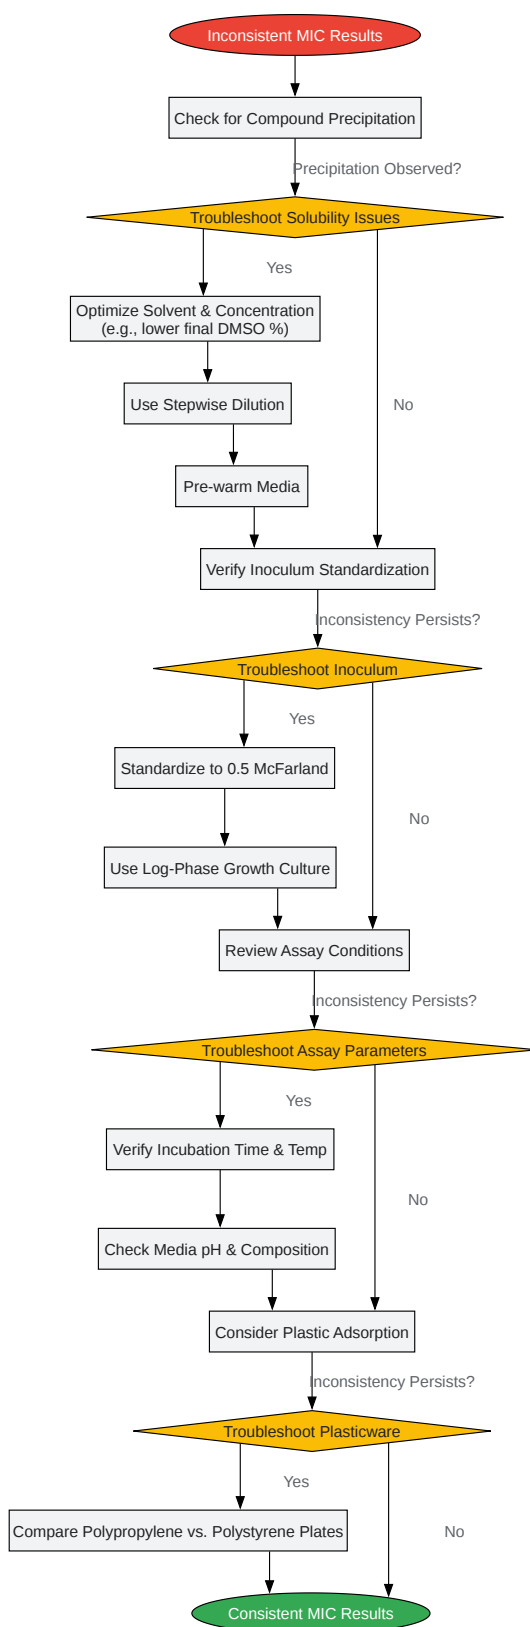 Inconsistent MIC Results
Check for Compound Precipitation
Precipitation Observed?
Troubleshoot Solubility Issues
Yes
Optimize Solvent & Concentration
(e.g., lower final DMSO %)
Use Stepwise Dilution
No
Pre-warm Media
Verify Inoculum Standardization
Inconsistency Persists?
Troubleshoot Inoculum
Yes
Standardize to 0.5 McFarland
No
Use Log-Phase Growth Culture
Review Assay Conditions
Inconsistency Persists?
Troubleshoot Assay Parameters
Yes
Verify Incubation Time & Temp
No
Check Media pH & Composition
Consider Plastic Adsorption
Inconsistency Persists?
Troubleshoot Plasticware
Yes
Compare Polypropylene vs. Polystyrene Plates
No
Consistent MIC Results